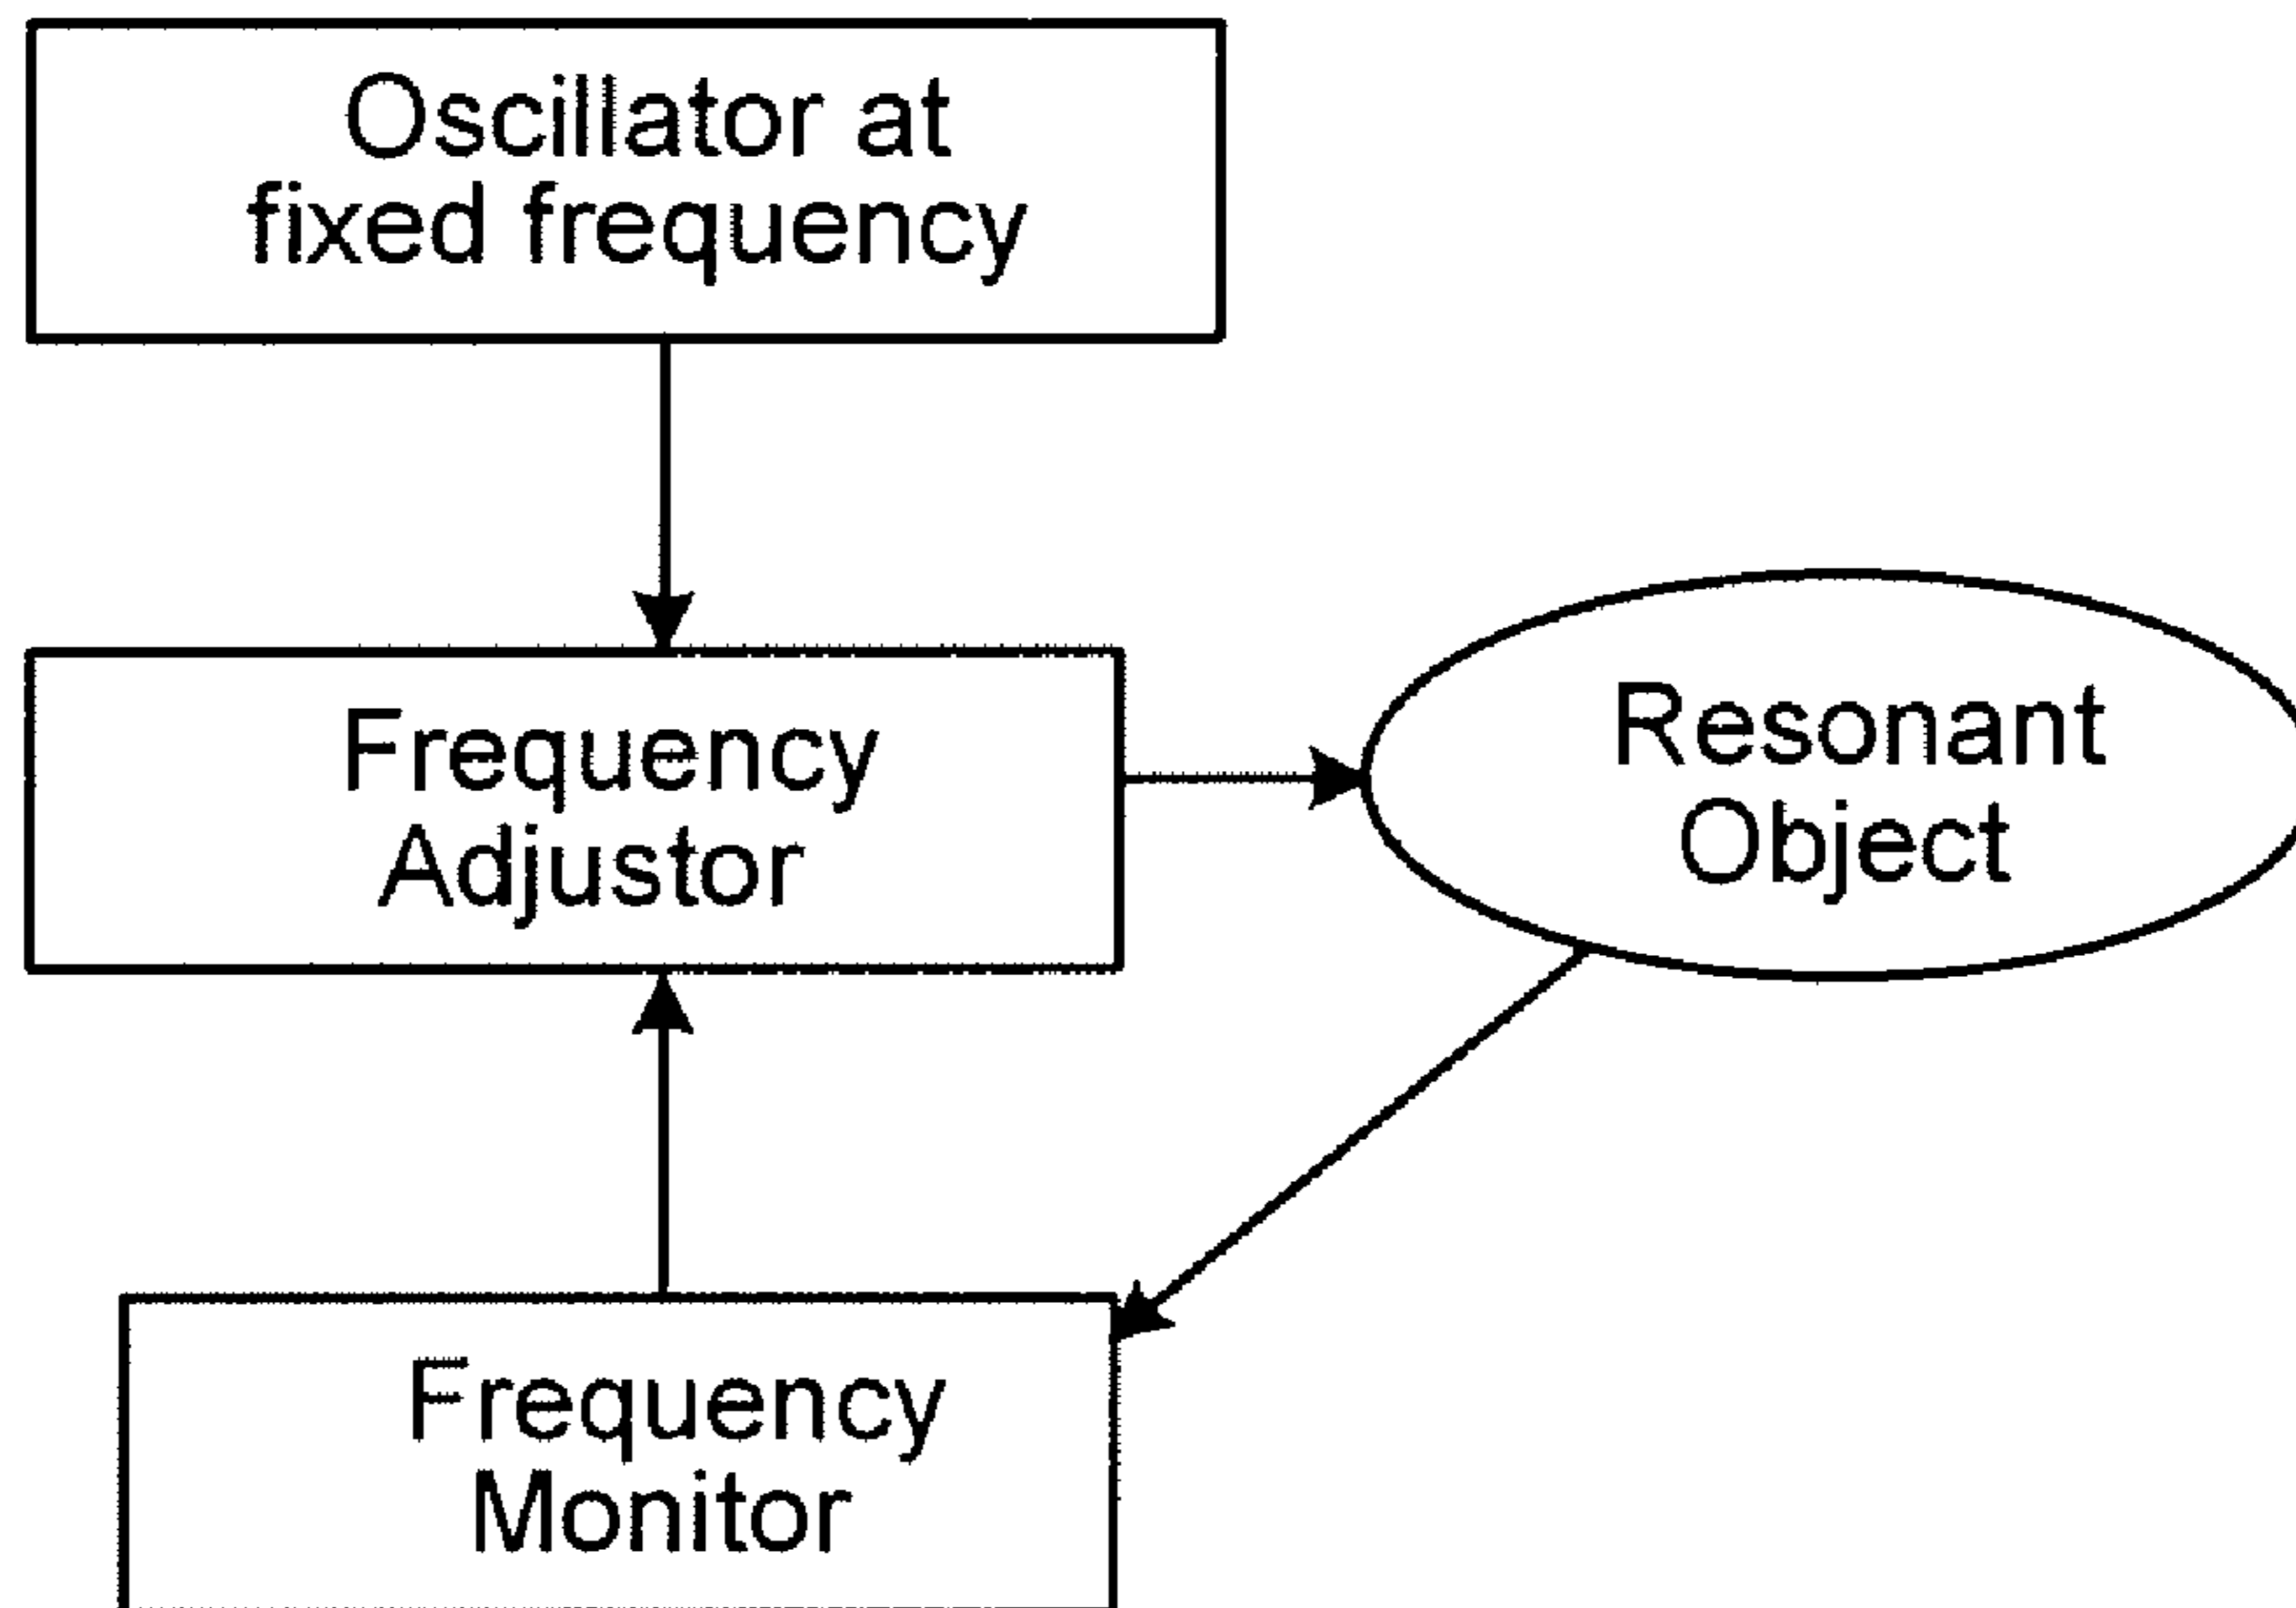 Oscillator at
fixed frequency
Frequency
Adjustor
Resonant
Object
Frequency
Monitor